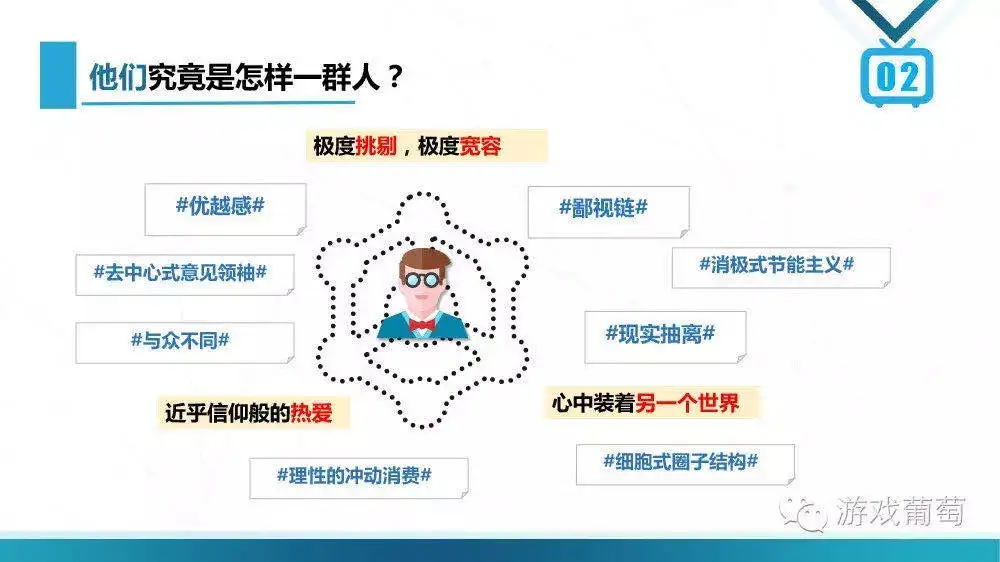 他们究竟是怎样一群人？
02
极度挑剔，极度宽容
#优越感#
#鄙视链#
#去中心式意见领袖#
#消极式节能主义#
#与众不同#
#现实抽离#
近乎信仰般的热爱
心中装着另一个世界
#理性的冲动消费#
#细胞式圈子结构#
游戏葡萄